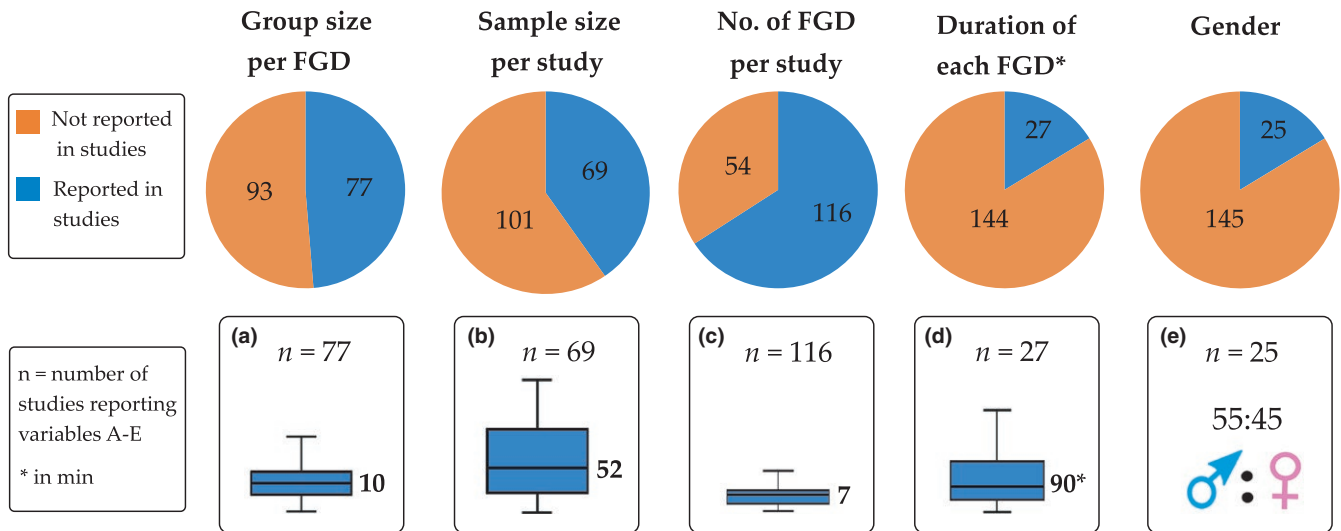 Group size
per FGD
Sample size
per study
No. of FGD
per study
Duration of
each FGD*
Gender
Not reported
in studies
Reported in
studies
93
77
101
69
54
116
27
144
25
145
n = number of
studies reporting
variables A-E
* in min
(a)
n = 77
10
(b)
n = 69
52
(c)
n = 116
7
(d)
n = 27
90*
(e)
n = 25
55:45
♂:♀